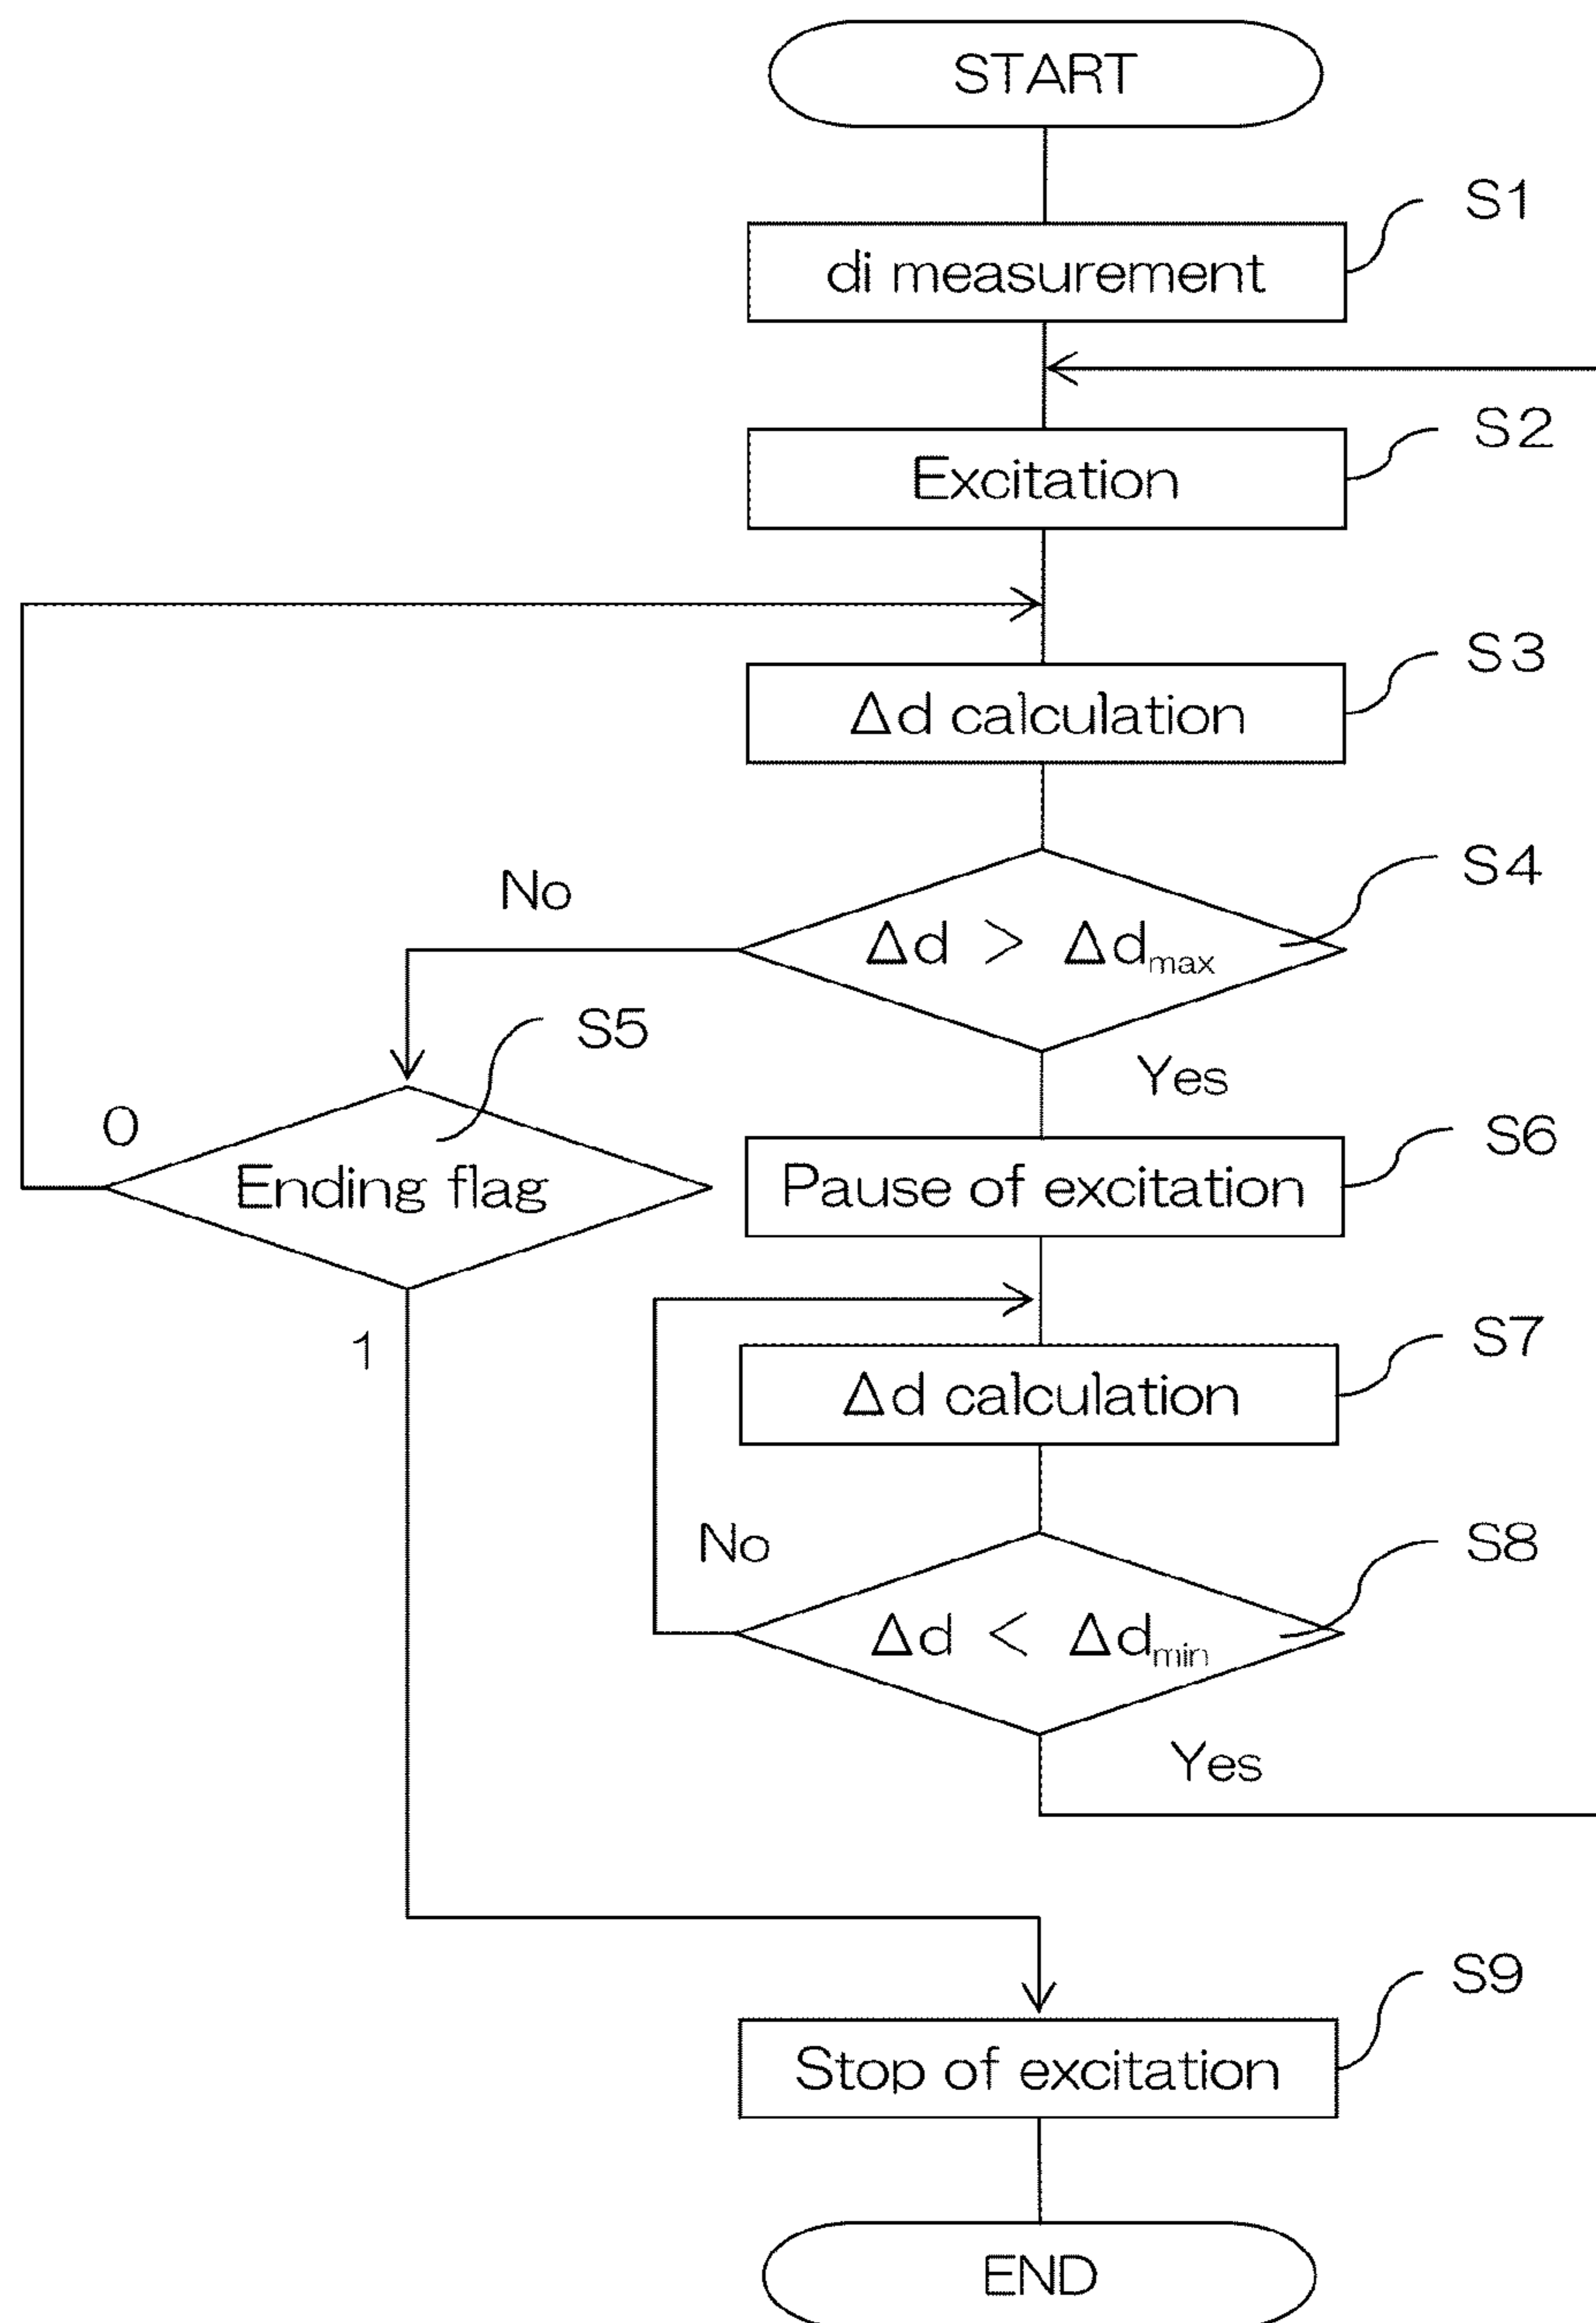 START
S1
di measurement
S2
Excitation
S3
Δd calculation
S4
No
Δd > Δdmax
S5
Yes
0
S6
Ending flag
Pause of excitation
1
S7
Δd calculation
No
S8
Δd < Δdmin
Yes
S9
Stop of excitation
END